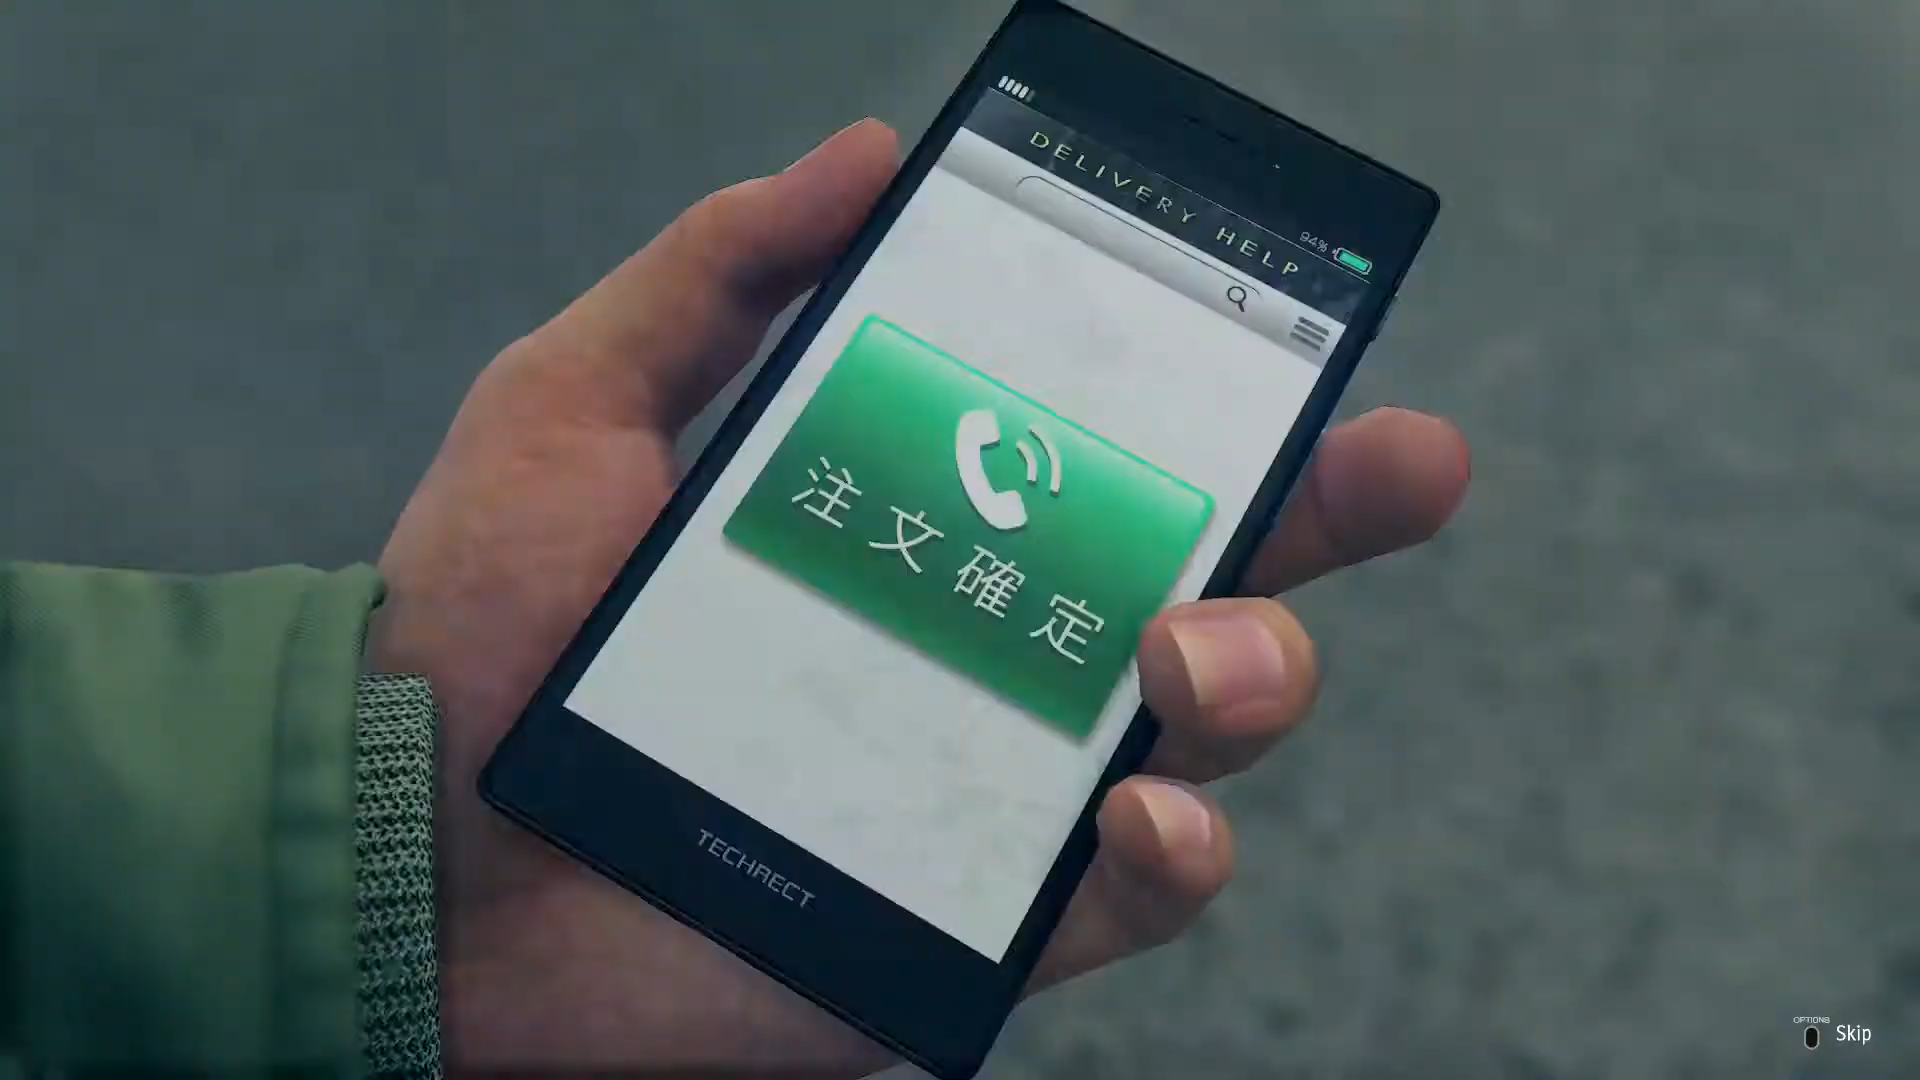 94%
DELIVERY HELP
注文確定
TECHRECT
OPTIONS
Skip